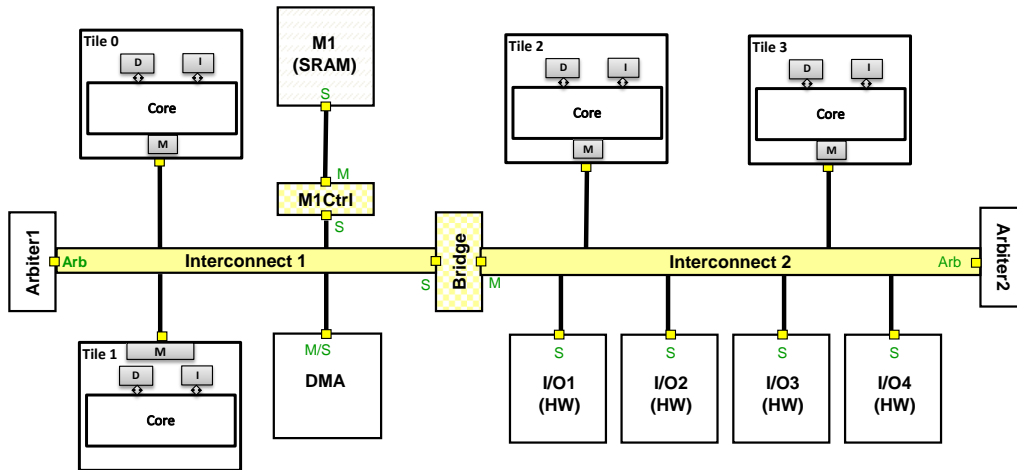 Tile 0
D
I
Core
M
M1
(SRAM)
S
M
M1Ctrl
S
Tile 2
D
I
Core
M
Tile 3
D
I
Core
M
Arbiter1
Arb
Interconnect 1
S
Bridge
M
Interconnect 2
Arb
Arbiter2
Tile 1
M
D
I
Core
M/S
DMA
S
I/O1
(HW)
S
I/O2
(HW)
S
I/O3
(HW)
S
I/O4
(HW)